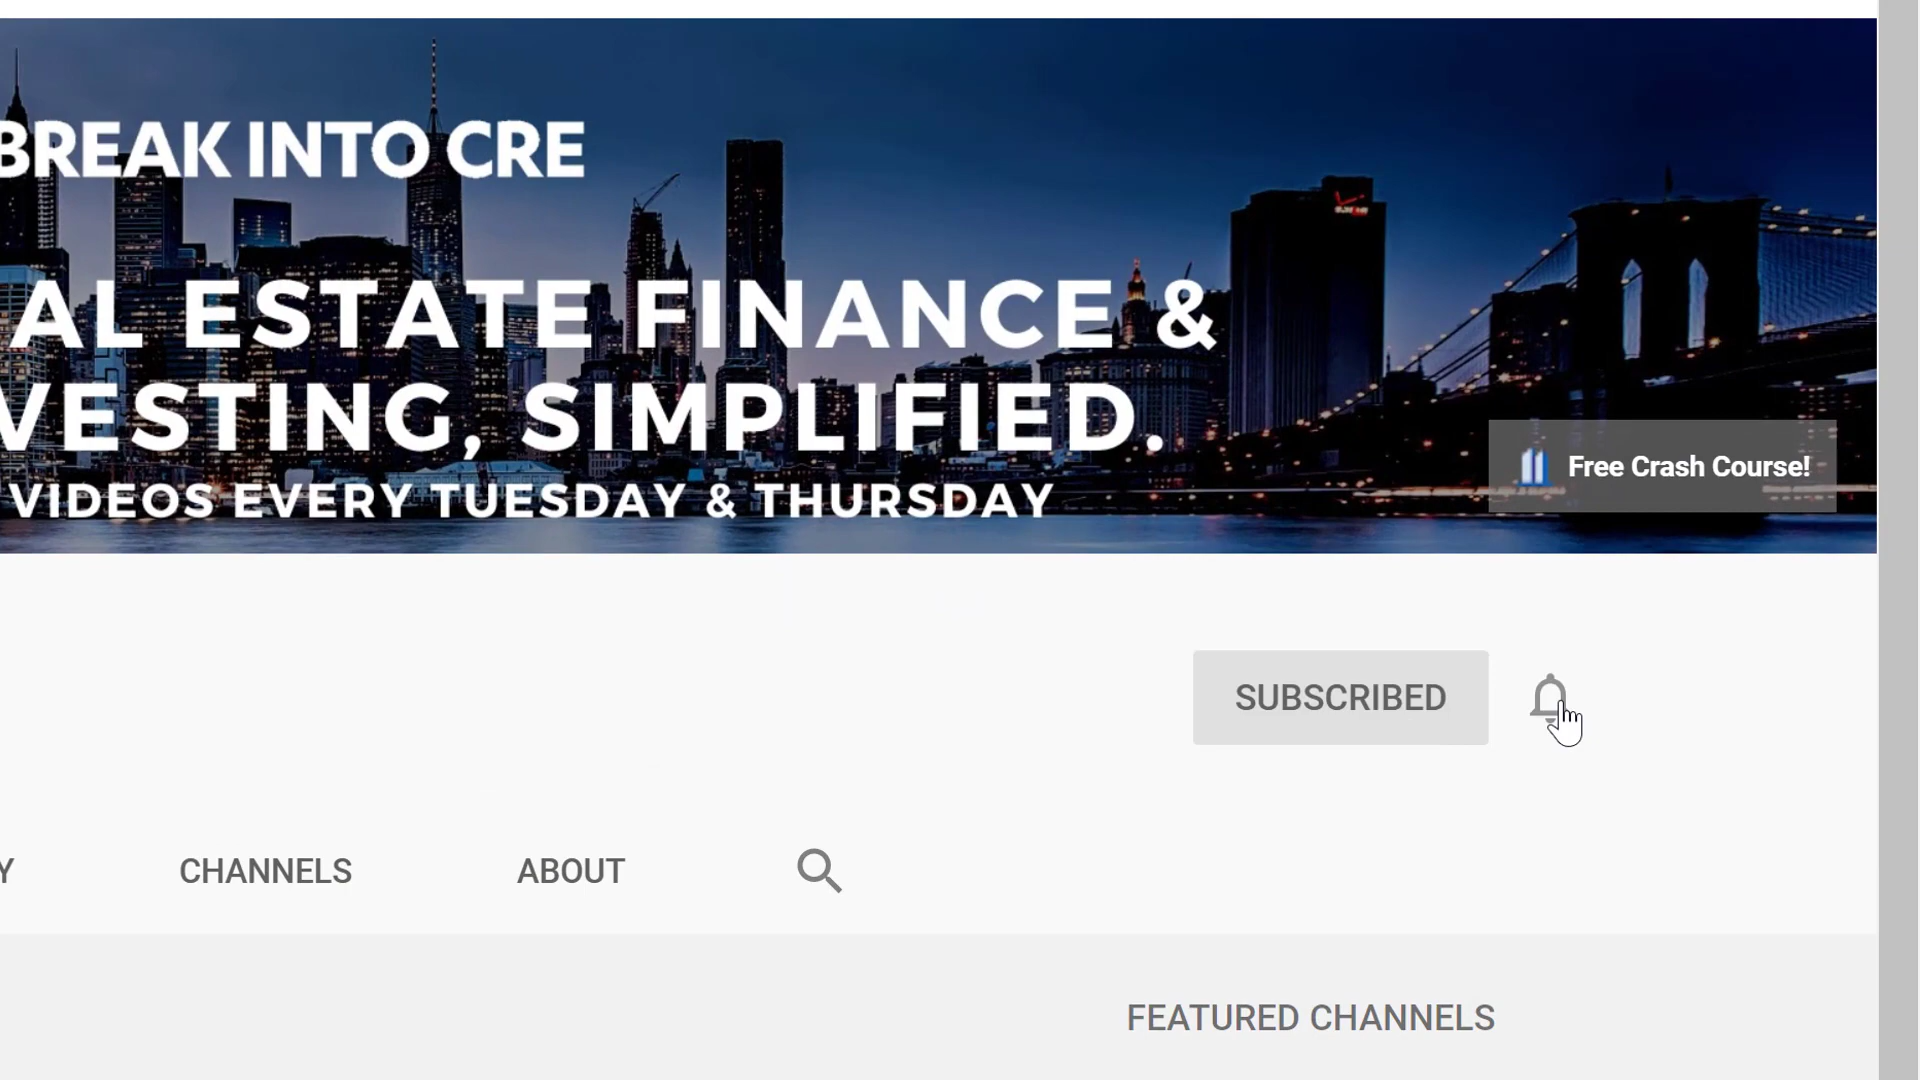 BREAK INTO CRE
AL ESTATE FINANCE &
VESTING, SIMPLIFIED.
VIDEOS EVERY TUESDAY & THURSDAY
Free Crash Course!
SUBSCRIBED
Y
CHANNELS
ABOUT
FEATURED CHANNELS